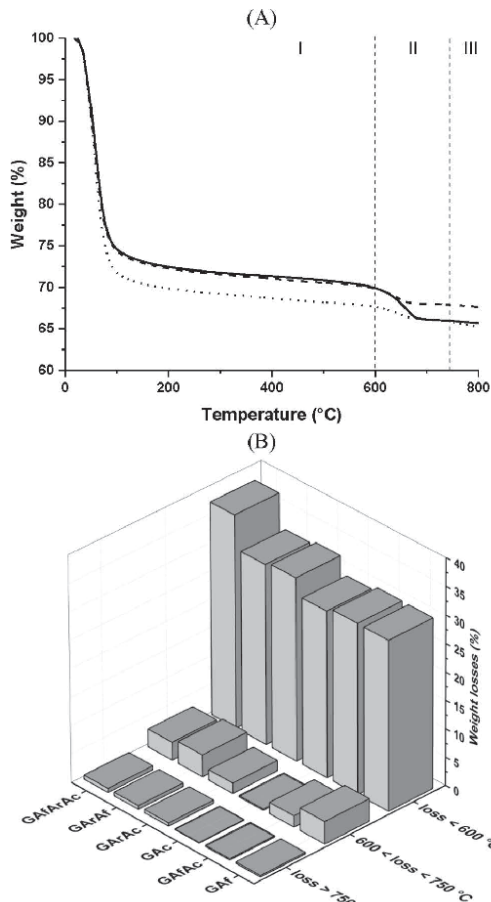 (A)
100
95
90
85
80
75
70
65
60
Weight (%)
I
II
III
0
200
400
600
800
Temperature (°C)
(B)
40
35
30
25
20
15
10
5
0
Weight losses (%)
GAfArAc
GArAf
GArAc
GAc
GAfAc
GAf
loss < 600 °
600 < loss < 750 °C
loss > 750